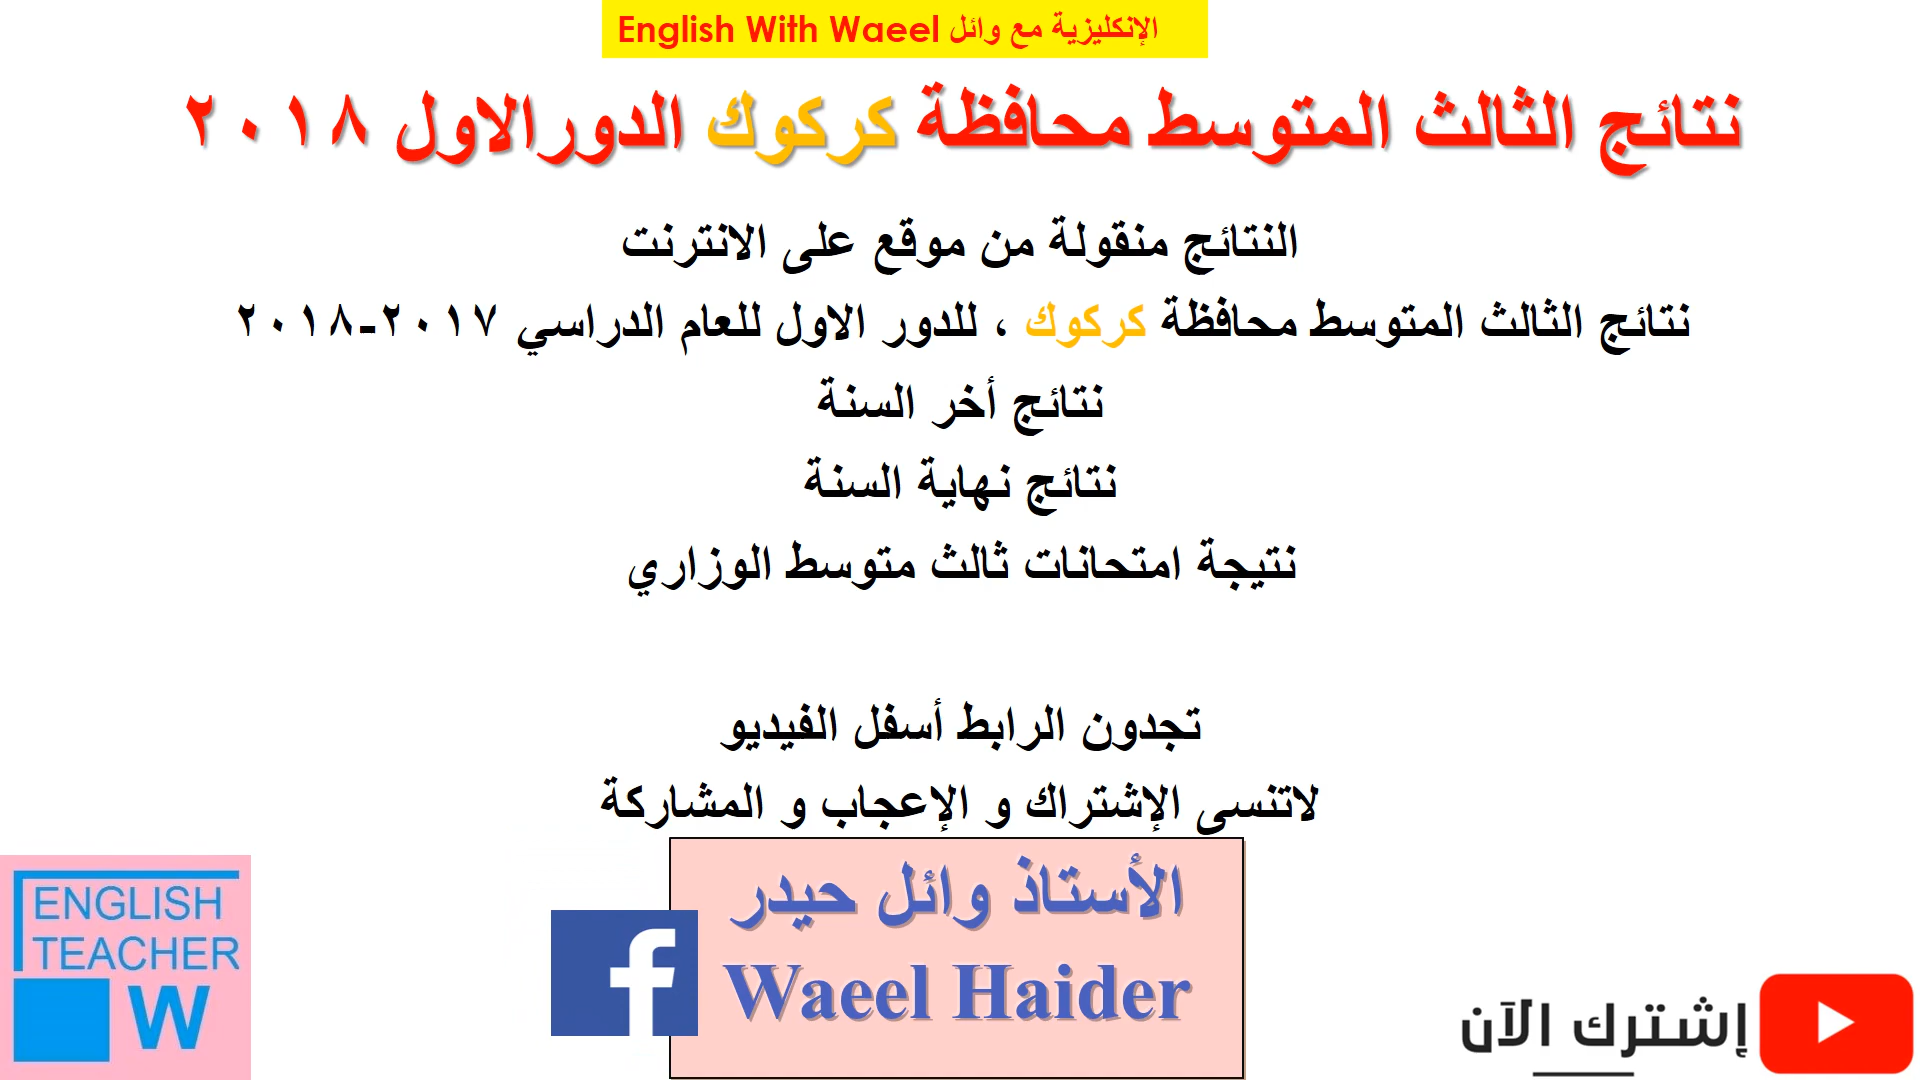 English With Waeel الإنكليزية مع وائل
نتائج الثالث المتوسط محافظة كركوك الدورالاول ٢٠١٨
النتائج منقولة من موقع على الانترنت
نتائج الثالث المتوسط محافظة كركوك ، للدور الاول للعام الدراسي ٢٠١٧-٢٠١٨
نتائج أخر السنة
نتائج نهاية السنة
نتيجة امتحانات ثالث متوسط الوزاري
تجدون الرابط أسفل الفيديو
لاتنسى الإشتراك و الإعجاب و المشاركة
الأستاذ وائل حيدر
Waeel Haider
f
ENGLISH
TEACHER
W
إشترك الآن